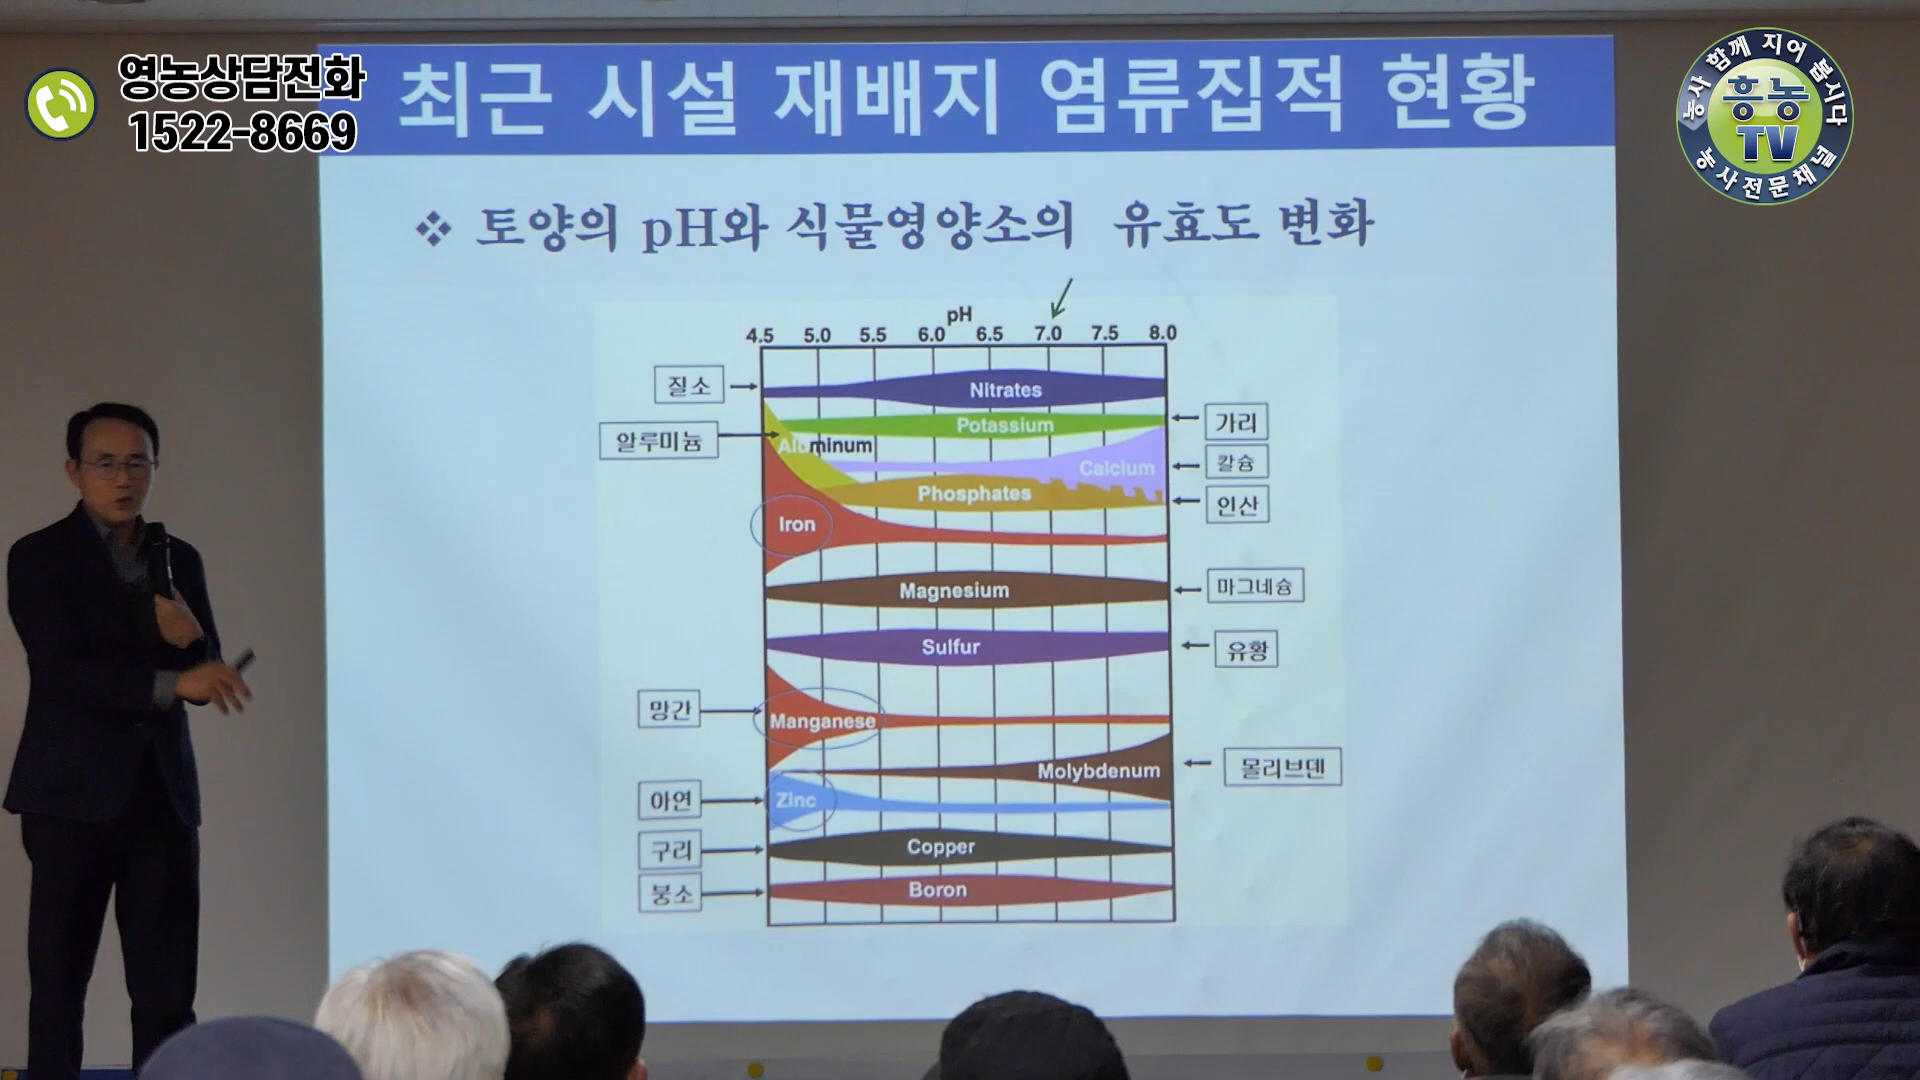 영농상담전화
1522-8669
농사 함께 지어 봅시다
흥농
TV
농사전문채널
최근 시설 재배지 염류집적 현황
❖ 토양의 pH와 식물영양소의 유효도 변화
pH
4.5 5.0 5.5 6.0 6.5 7.0 7.5 8.0
질소
Nitrates
가리
Potassium
알루미늄
Aluminum
칼슘
Calcium
인산
Phosphates
Iron
마그네슘
Magnesium
유황
Sulfur
망간
Manganese
몰리브덴
Molybdenum
아연
Zinc
구리
Copper
붕소
Boron